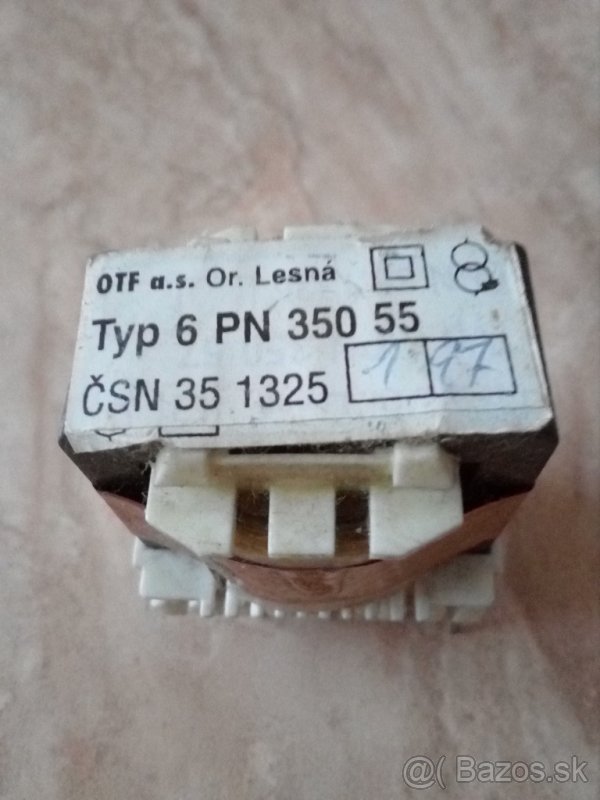 OTF a.s. Or. Lesná
Typ 6 PN 350 55
ČSN 35 1325 1 97
@( Bazos.sk